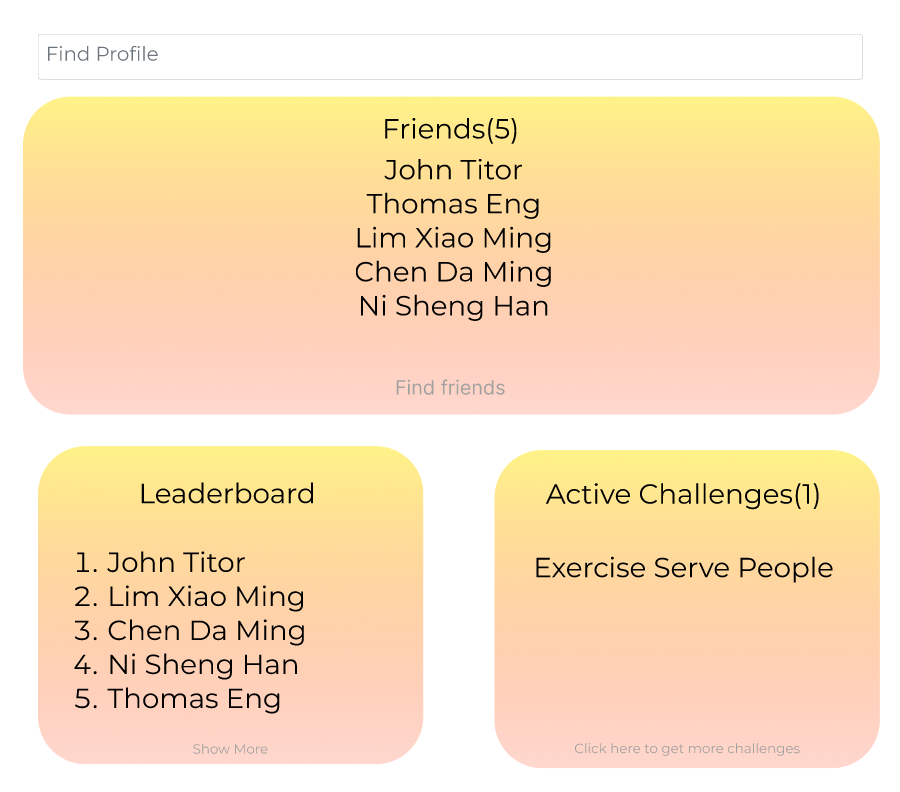 Find Profile
Friends(5)
John Titor
Thomas Eng
Lim Xiao Ming
Chen Da Ming
Ni Sheng Han
Find friends
Leaderboard
1. John Titor
2. Lim Xiao Ming
3. Chen Da Ming
4. Ni Sheng Han
5. Thomas Eng
Show More
Active Challenges(1)
Exercise Serve People
Click here to get more challenges